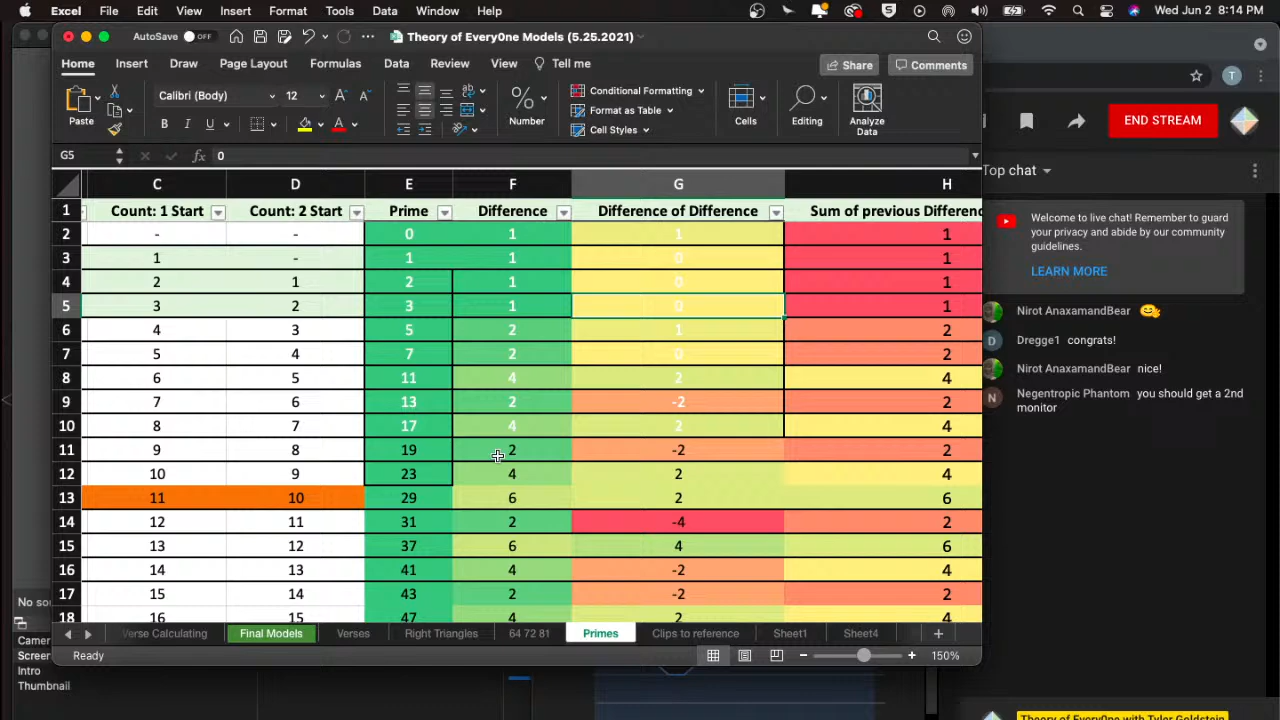 Excel File Edit View Insert Format Tools Data Window Help Wed Jun 2 8:14 PM
AutoSave OFF Theory of Every0ne Models (5.25.2021)
Home Insert Draw Page Layout Formulas Data Review View Tell me Share Comments
Paste Calibri (Body) 12 Number Conditional Formatting Format as Table Cell Styles Cells Editing Analyze Data
G5 fx 0
C D E F G H
1 Count: 1 Start Count: 2 Start Prime Difference Difference of Difference Sum of previous Differenc
2 - - 0 1 1 1
3 1 - 1 1 0 1
4 2 1 2 1 0 1
5 3 2 3 1 0 1
6 4 3 5 2 1 2
7 5 4 7 2 0 2
8 6 5 11 4 2 4
9 7 6 13 2 -2 2
10 8 7 17 4 2 4
11 9 8 19 2 -2 2
12 10 9 23 4 2 4
13 11 10 29 6 2 6
14 12 11 31 2 -4 2
15 13 12 37 6 4 6
16 14 13 41 4 -2 4
17 15 14 43 2 -2 2
18 16 15 47 4 2 4
Verse Calculating Final Models Verses Right Triangles 64 72 81 Primes Clips to reference Sheet1 Sheet4
Ready 150%
No so
Camer
Screen
Intro
Thumbnail
T
END STREAM
Top chat
Welcome to live chat! Remember to guard
your privacy and abide by our community
guidelines.
LEARN MORE
Nirot AnaxamandBear
D Dregge1 congrats!
Nirot AnaxamandBear nice!
N Negentropic Phantom you should get a 2nd
monitor
Theory of Every0ne with Tyler Goldstein